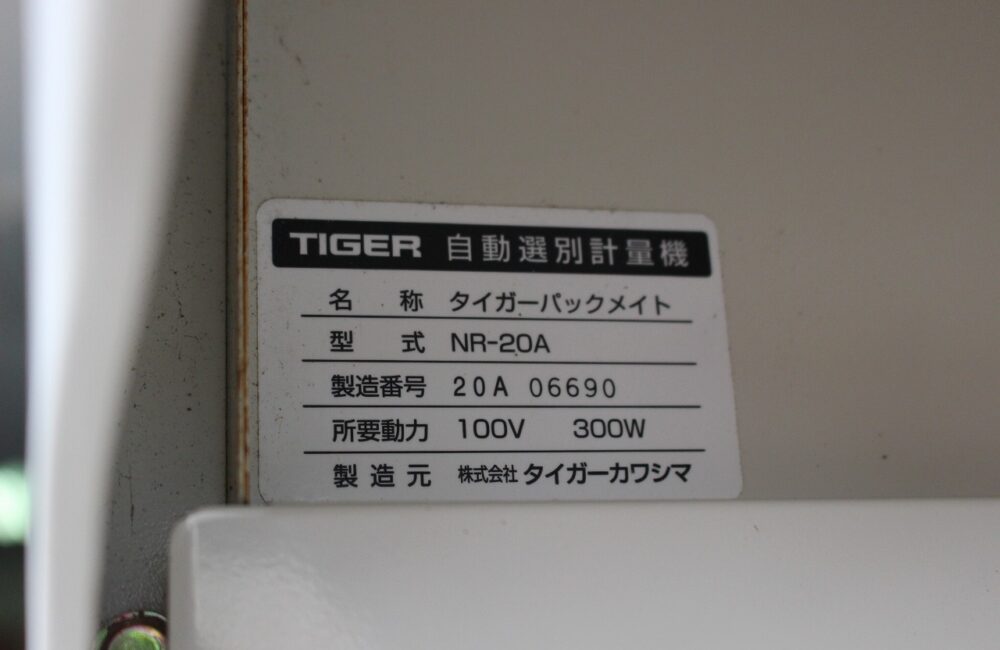 TIGER 自動選別計量機
名称 タイガーパックメイト
型式 NR-20A
製造番号 20A 06690
所要動力 100V 300W
製造元 株式会社 タイガーカワシマ